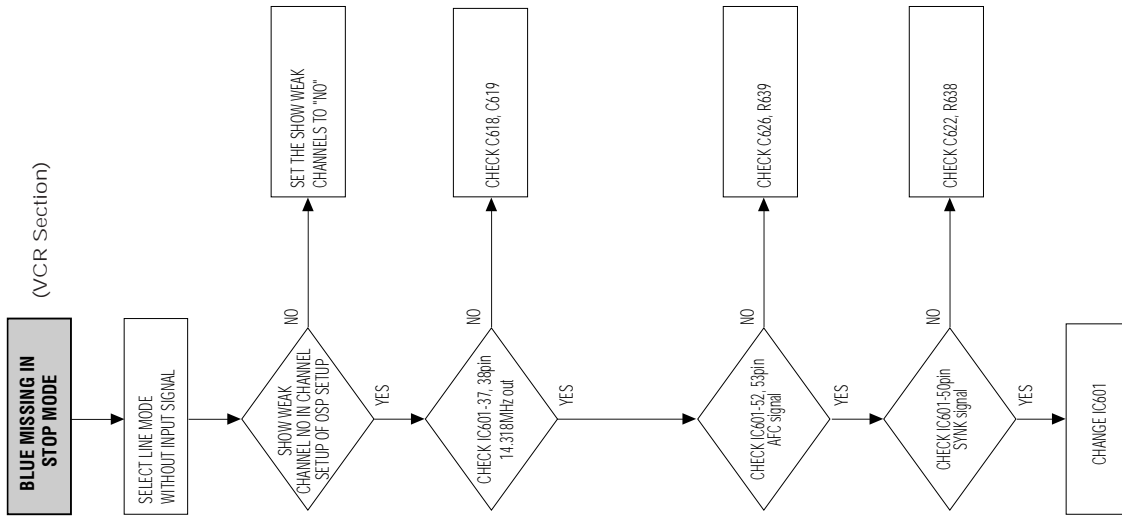 (VCR Section)
BLUE MISSING IN
STOP MODE
SELECT LINE MODE
WITHOUT INPUT SIGNAL
SHOW WEAK
CHANNEL NO IN CHANNEL
SETUP OF OSP SETUP
NO
SET THE SHOW WEAK
CHANNELS TO "NO"
YES
CHECK IC601-37, 38pin
14.318MHz out
NO
CHECK C618, C619
YES
CHECK IC601-52, 53pin
AFC signal
NO
CHECK C626, R639
YES
CHECK IC601-50pin
SYNK signal
NO
CHECK C622, R638
YES
CHANGE IC601